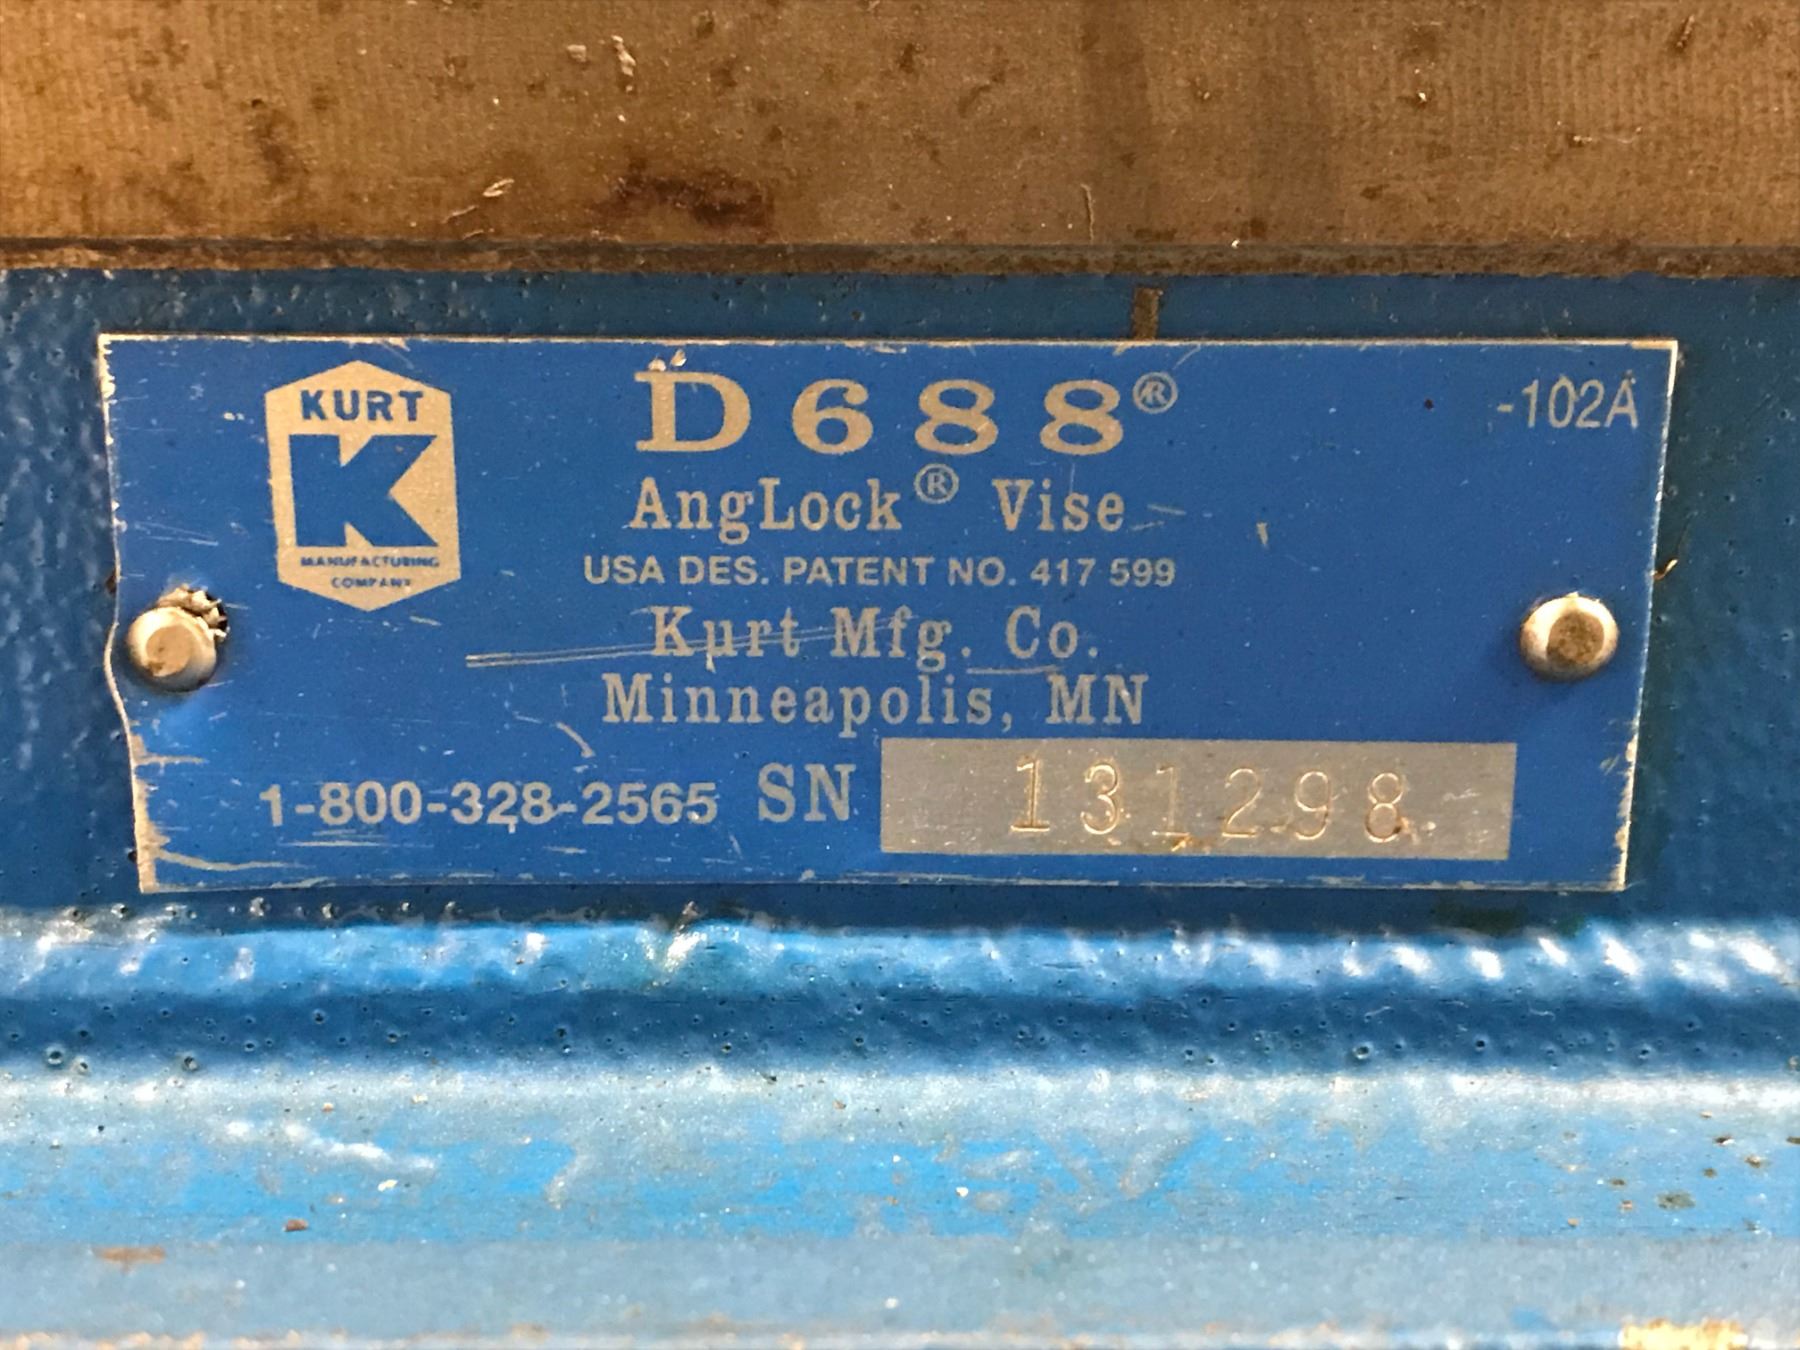 KURT
K
MANUFACTURING
COMPANY
D688®
-102A
AngLock® Vise
USA DES. PATENT NO. 417 599
Kurt Mfg. Co.
Minneapolis, MN
1-800-328-2565 SN 131298